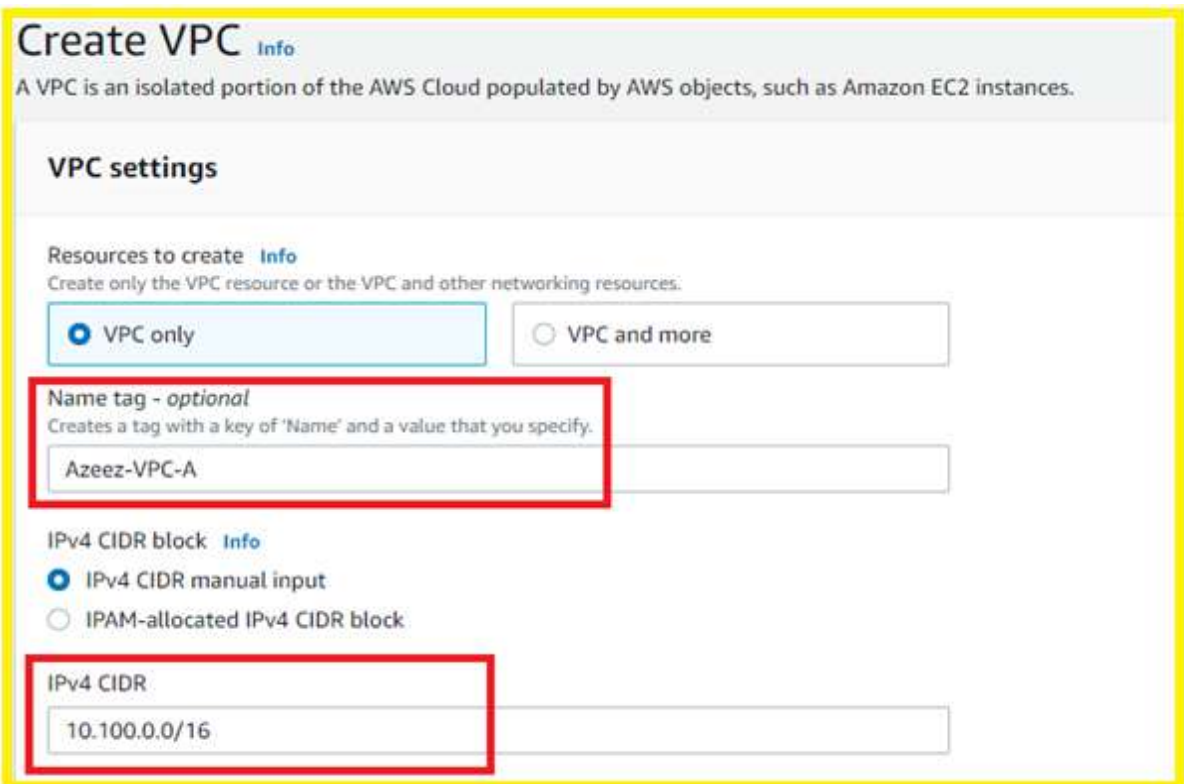 Create VPC Info
A VPC is an isolated portion of the AWS Cloud populated by AWS objects, such as Amazon EC2 instances.
VPC settings
Resources to create Info
Create only the VPC resource or the VPC and other networking resources.
VPC only
VPC and more
Name tag - optional
Creates a tag with a key of 'Name' and a value that you specify.
Azeez-VPC-A
IPv4 CIDR block Info
IPv4 CIDR manual input
IPAM-allocated IPv4 CIDR block
IPv4 CIDR
10.100.0.0/16